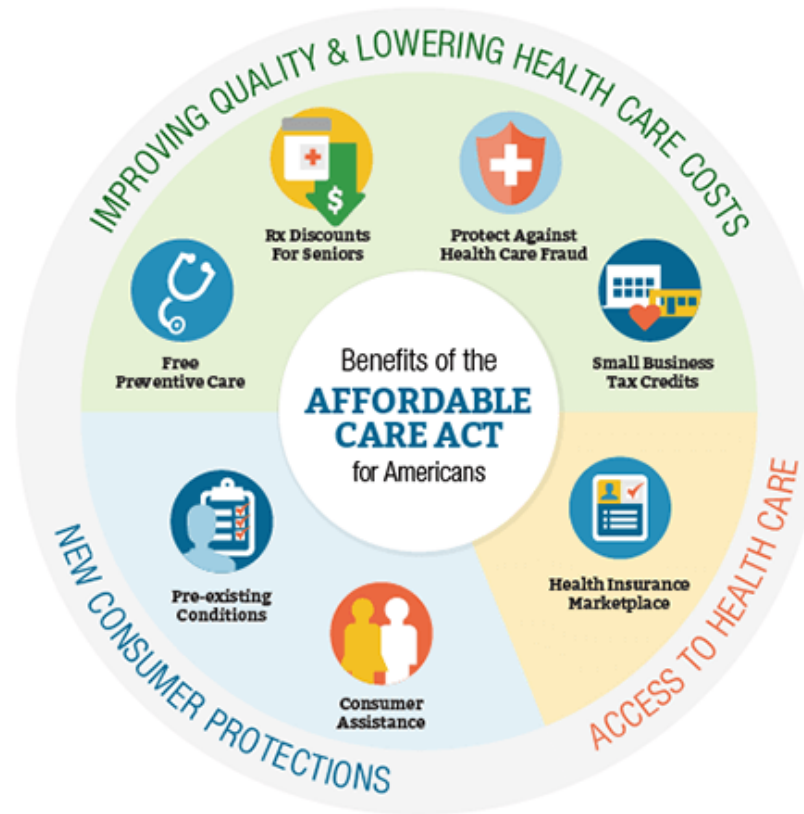 IMPROVING QUALITY & LOWERING HEALTH CARE COSTS
Rx Discounts
For Seniors
Protect Against
Health Care Fraud
Free
Preventive Care
Small Business
Tax Credits
Benefits of the
AFFORDABLE
CARE ACT
for Americans
$
Pre-existing
Conditions
Health Insurance
Marketplace
Consumer
Assistance
NEW CONSUMER PROTECTIONS
ACCESS TO HEALTH CARE